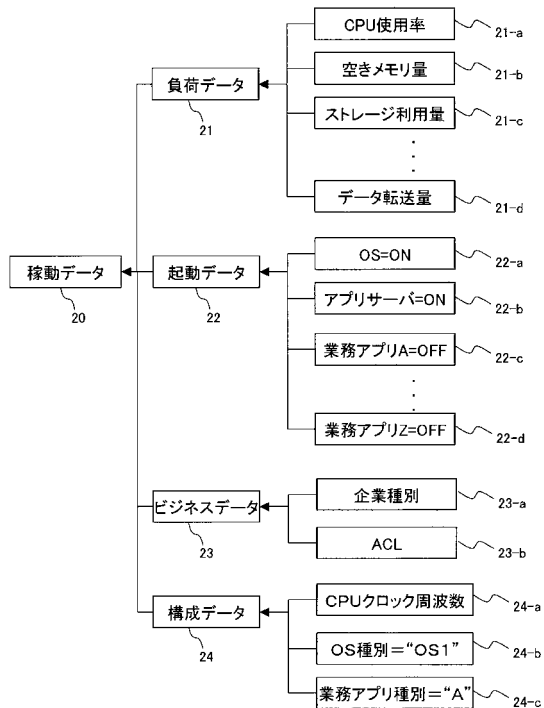 CPU使用率
21-a
空きメモリ量
21-b
負荷データ
21
ストレージ利用量
21-c
データ転送量
21-d
稼動データ
20
起動データ
22
OS=ON
22-a
アプリサーバ=ON
22-b
業務アプリA=OFF
22-c
業務アプリZ=OFF
22-d
ビジネスデータ
23
企業種別
23-a
ACL
23-b
構成データ
24
CPUクロック周波数
24-a
OS種別=“OS1”
24-b
業務アプリ種別=“A”
24-c